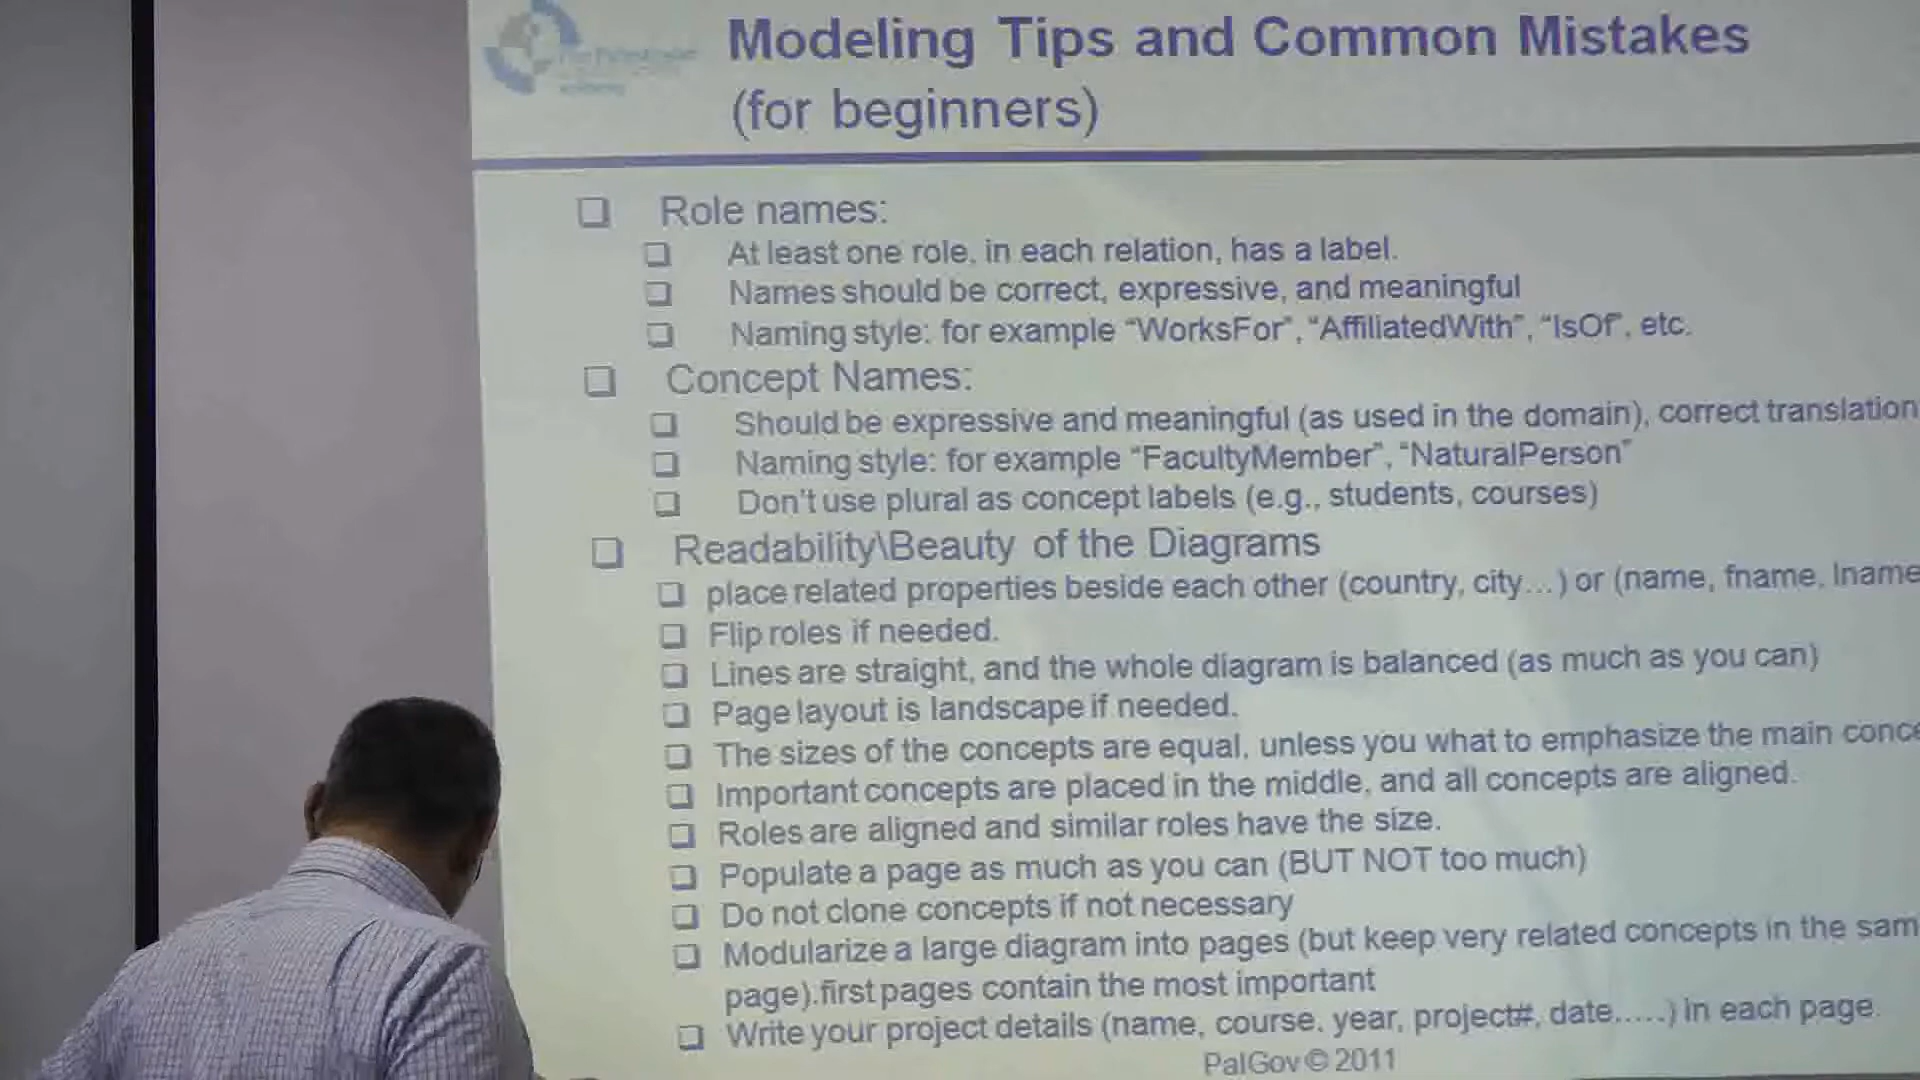 Modeling Tips and Common Mistakes
(for beginners)
Role names:
At least one role, in each relation, has a label.
Names should be correct, expressive, and meaningful
Naming style: for example “WorksFor”, “AffiliatedWith”, “IsOf”, etc.
Concept Names:
Should be expressive and meaningful (as used in the domain), correct translation
Naming style: for example “FacultyMember”, “NaturalPerson”
Don't use plural as concept labels (e.g., students, courses)
Readability\Beauty of the Diagrams
place related properties beside each other (country, city...) or (name, fname, lname
Flip roles if needed.
Lines are straight, and the whole diagram is balanced (as much as you can)
Page layout is landscape if needed.
The sizes of the concepts are equal, unless you what to emphasize the main conce
Important concepts are placed in the middle, and all concepts are aligned.
Roles are aligned and similar roles have the size.
Populate a page as much as you can (BUT NOT too much)
Do not clone concepts if not necessary
Modularize a large diagram into pages (but keep very related concepts in the sam
page).first pages contain the most important
Write your project details (name, course, year, project#, date.....) in each page.
PalGov © 2011